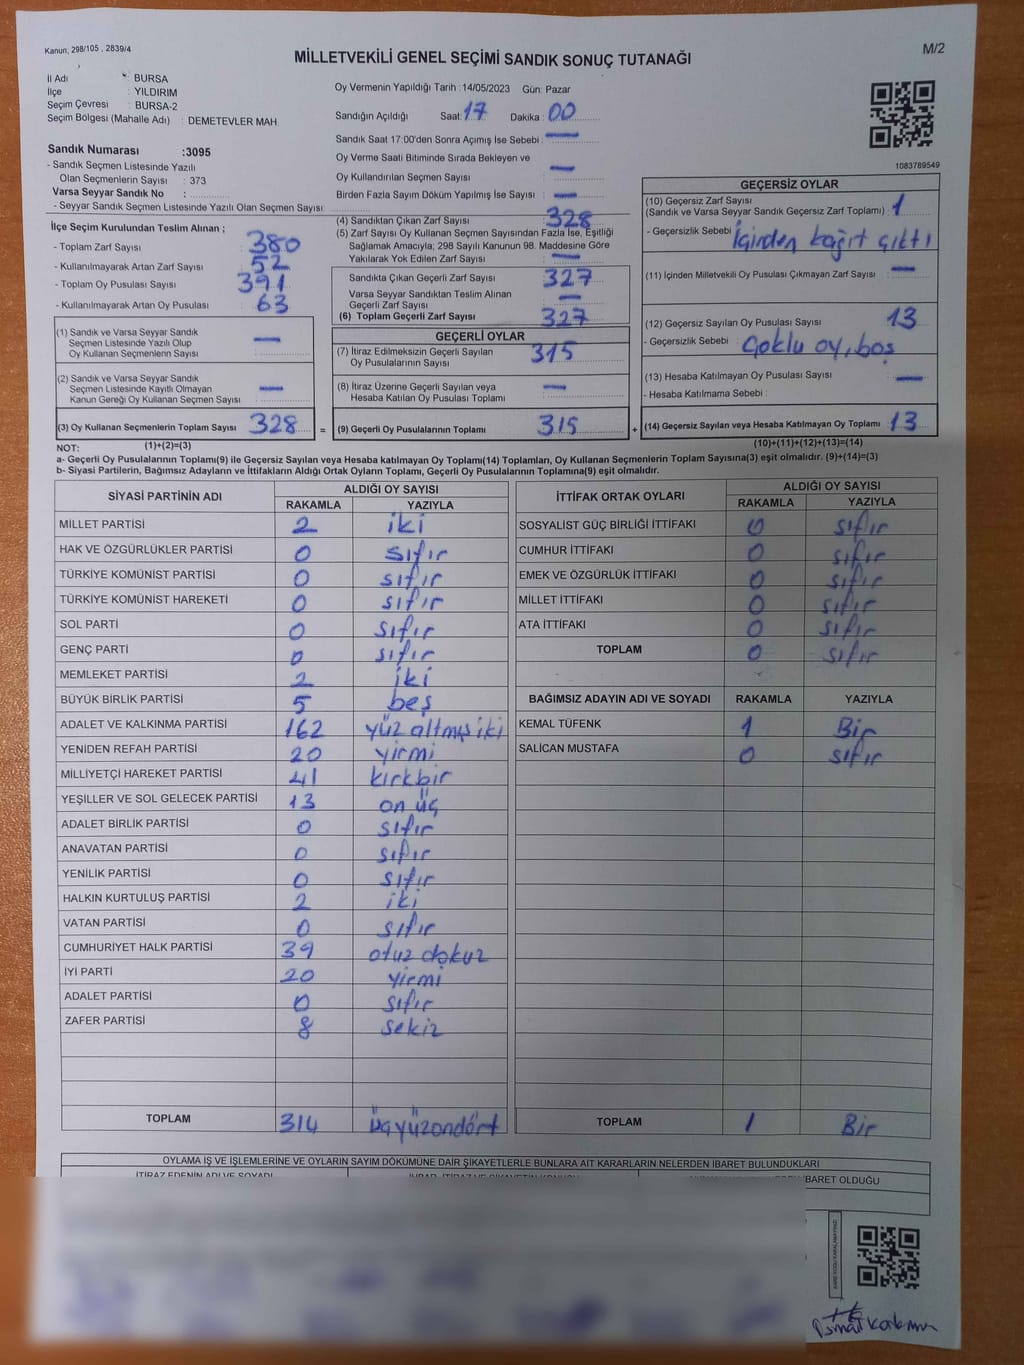 Kanun, 298/105 , 2839/4
MİLLETVEKİLİ GENEL SEÇİMİ SANDIK SONUÇ TUTANAĞI
M/2
İl Adı : BURSA
İlçe : YILDIRIM
Seçim Çevresi : BURSA-2
Seçim Bölgesi (Mahalle Adı) : DEMETEVLER MAH.
Sandık Numarası :3095
- Sandık Seçmen Listesinde Yazılı
Olan Seçmenlerin Sayısı : 373
Varsa Seyyar Sandık No :
- Seyyar Sandık Seçmen Listesinde Yazılı Olan Seçmen Sayısı:
Oy Vermenin Yapıldığı Tarih :14/05/2023 Gün: Pazar
Sandığın Açıldığı Saat: 17 Dakika : 00
Sandık Saat 17:00'den Sonra Açımış İse Sebebi : —
Oy Verme Saati Bitiminde Sırada Bekleyen ve
Oy Kullandırılan Seçmen Sayısı : —
Birden Fazla Sayım Döküm Yapılmış İse Sayısı : —
1083789549
İlçe Seçim Kurulundan Teslim Alınan ;
- Toplam Zarf Sayısı : 380
- Kullanılmayarak Artan Zarf Sayısı : 52
- Toplam Oy Pusulası Sayısı : 391
- Kullanılmayarak Artan Oy Pusulası : 63
(1) Sandık ve Varsa Seyyar Sandık
Seçmen Listesinde Yazılı Olup
Oy Kullanan Seçmenlerin Sayısı : —
(2) Sandık ve Varsa Seyyar Sandık
Seçmen Listesinde Kayıtlı Olmayan
Kanun Gereği Oy Kullanan Seçmen Sayısı : —
(3) Oy Kullanan Seçmenlerin Toplam Sayısı : 328 =
(1)+(2)=(3)
(4) Sandıktan Çıkan Zarf Sayısı : 328
(5) Zarf Sayısı Oy Kullanan Seçmen Sayısından Fazla İse, Eşitliği
Sağlamak Amacıyla; 298 Sayılı Kanunun 98. Maddesine Göre
Yakılarak Yok Edilen Zarf Sayısı : —
Sandıkta Çıkan Geçerli Zarf Sayısı : 327
Varsa Seyyar Sandıktan Teslim Alınan
Geçerli Zarf Sayısı : —
(6) Toplam Geçerli Zarf Sayısı : 327
GEÇERLİ OYLAR
(7) İtiraz Edilmeksizin Geçerli Sayılan
Oy Pusulalarının Sayısı : 315
(8) İtiraz Üzerine Geçerli Sayılan veya
Hesaba Katılan Oy Pusulası Toplamı : —
(9) Geçerli Oy Pusulalarının Toplamı : 315 +
GEÇERSİZ OYLAR
(10) Geçersiz Zarf Sayısı
(Sandık ve Varsa Seyyar Sandık Geçersiz Zarf Toplamı) : 1
- Geçersizlik Sebebi : İçinden kağıt çıktı
(11) İçinden Milletvekili Oy Pusulası Çıkmayan Zarf Sayısı : —
(12) Geçersiz Sayılan Oy Pusulası Sayısı : 13
- Geçersizlik Sebebi : Çoklu oy, boş
(13) Hesaba Katılmayan Oy Pusulası Sayısı : —
- Hesaba Katılmama Sebebi :
(14) Geçersiz Sayılan veya Hesaba Katılmayan Oy Toplamı : 13
(10)+(11)+(12)+(13)=(14)
NOT:
a- Geçerli Oy Pusulalarının Toplamı(9) ile Geçersiz Sayılan veya Hesaba katılmayan Oy Toplamı(14) Toplamları, Oy Kullanan Seçmenlerin Toplam Sayısına(3) eşit olmalıdır. (9)+(14)=(3)
b- Siyasi Partilerin, Bağımsız Adayların ve İttifakların Aldığı Ortak Oyların Toplamı, Geçerli Oy Pusulalarının Toplamına(9) eşit olmalıdır.
SİYASİ PARTİNİN ADI ALDIĞI OY SAYISI
RAKAMLA YAZIYLA
MİLLET PARTİSİ 2 iki
HAK VE ÖZGÜRLÜKLER PARTİSİ 0 sıfır
TÜRKİYE KOMÜNİST PARTİSİ 0 sıfır
TÜRKİYE KOMÜNİST HAREKETİ 0 sıfır
SOL PARTİ 0 sıfır
GENÇ PARTİ 0 sıfır
MEMLEKET PARTİSİ 2 iki
BÜYÜK BİRLİK PARTİSİ 5 beş
ADALET VE KALKINMA PARTİSİ 162 yüz altmış iki
YENİDEN REFAH PARTİSİ 20 yirmi
MİLLİYETÇİ HAREKET PARTİSİ 41 kırkbir
YEŞİLLER VE SOL GELECEK PARTİSİ 13 on üç
ADALET BİRLİK PARTİSİ 0 sıfır
ANAVATAN PARTİSİ 0 sıfır
YENİLİK PARTİSİ 0 sıfır
HALKIN KURTULUŞ PARTİSİ 2 iki
VATAN PARTİSİ 0 sıfır
CUMHURİYET HALK PARTİSİ 39 otuz dokuz
İYİ PARTİ 20 yirmi
ADALET PARTİSİ 0 sıfır
ZAFER PARTİSİ 8 sekiz
TOPLAM 314 üçyüzondört
İTTİFAK ORTAK OYLARI ALDIĞI OY SAYISI
RAKAMLA YAZIYLA
SOSYALİST GÜÇ BİRLİĞİ İTTİFAKI 0 sıfır
CUMHUR İTTİFAKI 0 sıfır
EMEK VE ÖZGÜRLÜK İTTİFAKI 0 sıfır
MİLLET İTTİFAKI 0 sıfır
ATA İTTİFAKI 0 sıfır
TOPLAM 0 sıfır
BAĞIMSIZ ADAYIN ADI VE SOYADI RAKAMLA YAZIYLA
KEMAL TÜFENK 1 Bir
SALİCAN MUSTAFA 0 sıfır
TOPLAM 1 Bir
OYLAMA İŞ VE İŞLEMLERİNE VE OYLARIN SAYIM DÖKÜMÜNE DAİR ŞİKAYETLERLE BUNLARA AİT KARARLARIN NELERDEN İBARET BULUNDUKLARI
İTİRAZ EDENİN ADI VE SOYADI
İBARET OLDUĞU